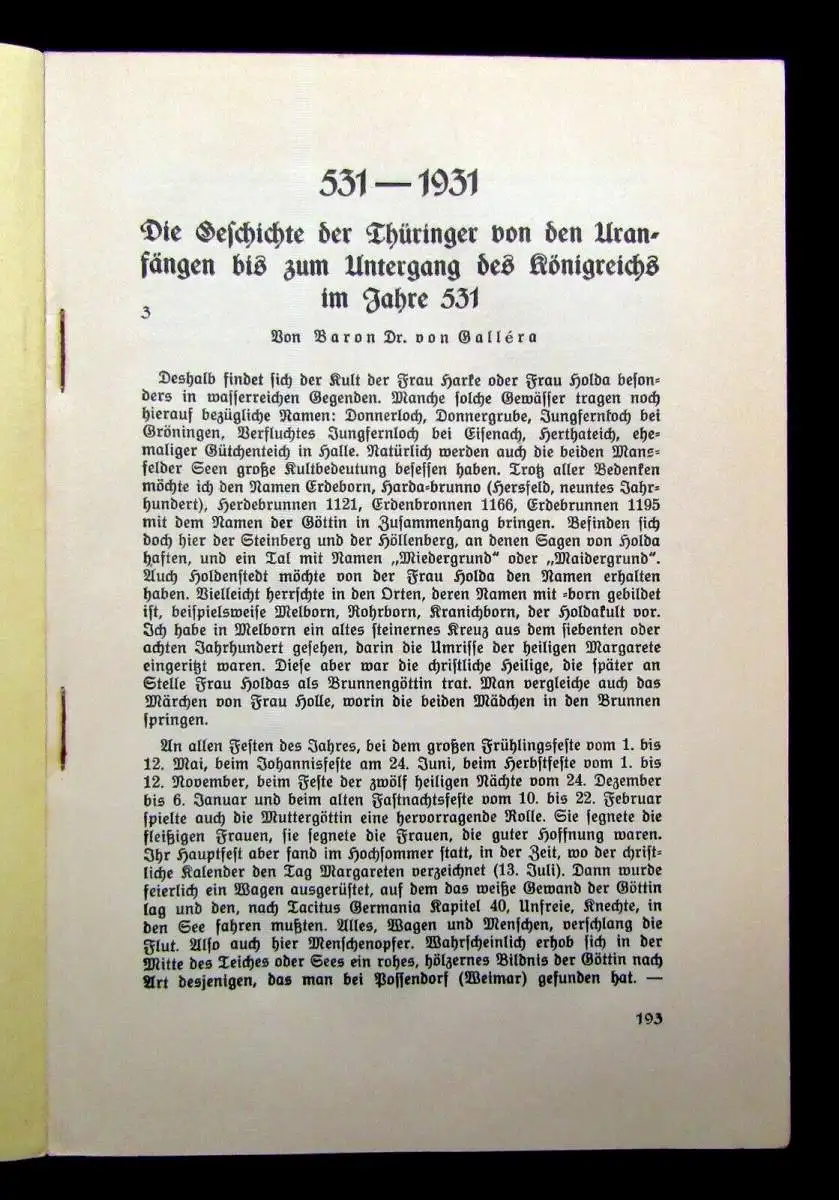 531 — 1931
Die Geschichte der Thüringer von den Uran-
fängen bis zum Untergang des Königreichs
im Jahre 531
3
Von Baron Dr. von Galléra
Deshalb findet sich der Kult der Frau Harke oder Frau Holda beson-
ders in wasserreichen Gegenden. Manche solche Gewässer tragen noch
hierauf bezügliche Namen: Donnerloch, Donnergrube, Jungfernloch bei
Gröningen, Verfluchtes Jungfernloch bei Eisenach, Herthateich, ehe-
maliger Gütchenteich in Halle. Natürlich werden auch die beiden Mans-
felder Seen große Kultbedeutung besessen haben. Trotz aller Bedenken
möchte ich den Namen Erdeborn, Harda-brunno (Hersfeld, neuntes Jahr-
hundert), Herdebrunnen 1121, Erdenbronnen 1166, Erdebrunnen 1195
mit dem Namen der Göttin in Zusammenhang bringen. Befinden sich
doch hier der Steinberg und der Höllenberg, an denen Sagen von Holda
haften, und ein Tal mit Namen „Miedergrund“ oder „Maidergrund“.
Auch Holdenstedt möchte von der Frau Holda den Namen erhalten
haben. Vielleicht herrschte in den Orten, deren Namen mit -born gebildet
ist, beispielsweise Melborn, Rohrborn, Kranichborn, der Holdakult vor.
Ich habe in Melborn ein altes steinernes Kreuz aus dem siebenten oder
achten Jahrhundert gesehen, darin die Umrisse der heiligen Margarete
eingeritzt waren. Diese aber war die christliche Heilige, die später an
Stelle Frau Holdas als Brunnengöttin trat. Man vergleiche auch das
Märchen von Frau Holle, worin die beiden Mädchen in den Brunnen
springen.
An allen Festen des Jahres, bei dem großen Frühlingsfeste vom 1. bis
12. Mai, beim Johannisfeste am 24. Juni, beim Herbstfeste vom 1. bis
12. November, beim Feste der zwölf heiligen Nächte vom 24. Dezember
bis 6. Januar und beim alten Fastnachtsfeste vom 10. bis 22. Februar
spielte auch die Muttergöttin eine hervorragende Rolle. Sie segnete die
fleißigen Frauen, sie segnete die Frauen, die guter Hoffnung waren.
Ihr Hauptfest aber fand im Hochsommer statt, in der Zeit, wo der christ-
liche Kalender den Tag Margareten verzeichnet (13. Juli). Dann wurde
feierlich ein Wagen ausgerüstet, auf dem das weiße Gewand der Göttin
lag und den, nach Tacitus Germania Kapitel 40, Unfreie, Knechte, in
den See fahren mußten. Alles, Wagen und Menschen, verschlang die
Flut. Also auch hier Menschenopfer. Wahrscheinlich erhob sich in der
Mitte des Teiches oder Sees ein rohes, hölzernes Bildnis der Göttin nach
Art desjenigen, das man bei Possendorf (Weimar) gefunden hat. —
193